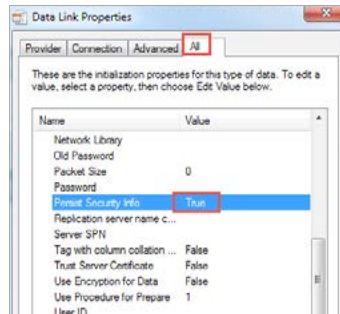 Data Link Properties
Provider Connection Advanced All
These are the initialization properties for this type of data. To edit a
value, select a property, then choose Edit Value below.
Name Value
Network Library
Old Password
Packet Size 0
Password
Persist Security Info True
Replication server name c...
Server SPN
Tag with column collation ... False
Trust Server Certificate False
Use Encryption for Data False
Use Procedure for Prepare 1
User ID